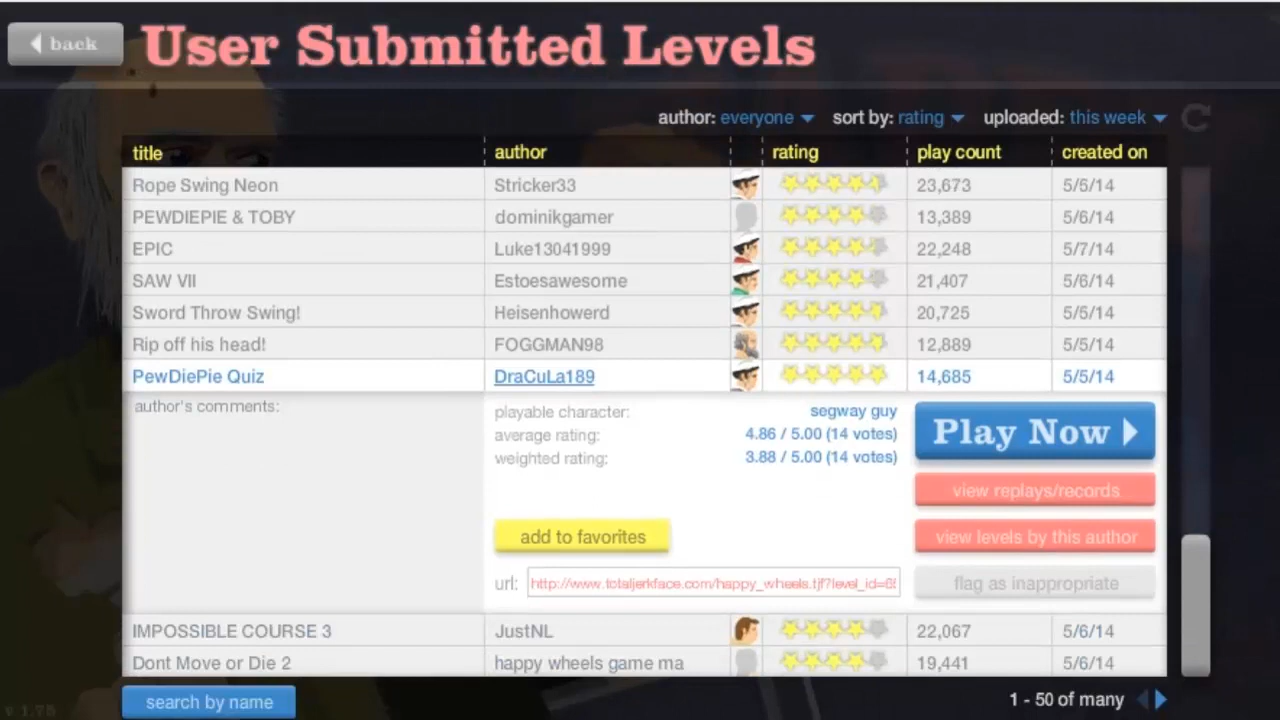 back
User Submitted Levels
author: everyone sort by: rating uploaded: this week
title author rating play count created on
Rope Swing Neon Stricker33 23,673 5/5/14
PEWDIEPIE & TOBY dominikgamer 13,389 5/6/14
EPIC Luke13041999 22,248 5/7/14
SAW VII Estoesawesome 21,407 5/6/14
Sword Throw Swing! Heisenhowerd 20,725 5/5/14
Rip off his head! FOGGMAN98 12,889 5/5/14
PewDiePie Quiz DraCuLa189 14,685 5/5/14
author's comments:
playable character: segway guy
average rating: 4.86 / 5.00 (14 votes)
weighted rating: 3.88 / 5.00 (14 votes)
Play Now
view replays/records
add to favorites
view levels by this author
url: http://www.totaljerkface.com/happy_wheels.tjf?level_id=6
flag as inappropriate
IMPOSSIBLE COURSE 3 JustNL 22,067 5/6/14
Dont Move or Die 2 happy wheels game ma 19,441 5/6/14
search by name
1 - 50 of many
v 1.75